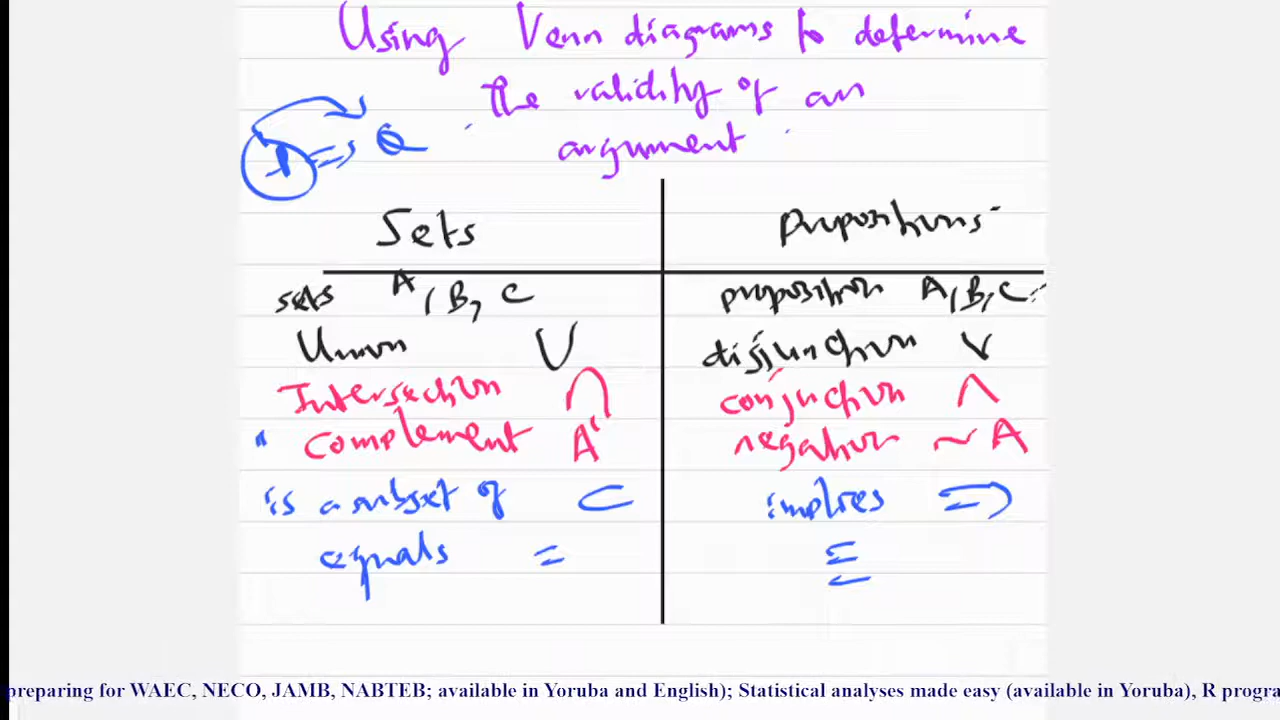 Using Venn diagrams to determine
the validity of an
argument
P ⇒ Q
Sets Propositions
sets A, B, C proposition A, B, C
Union ∪ disjunction ∨
Intersection ∩ conjunction ∧
complement A' negation ~A
is a subset of ⊂ implies ⇒
equals = ≡
preparing for WAEC, NECO, JAMB, NABTEB; available in Yoruba and English); Statistical analyses made easy (available in Yoruba), R progra